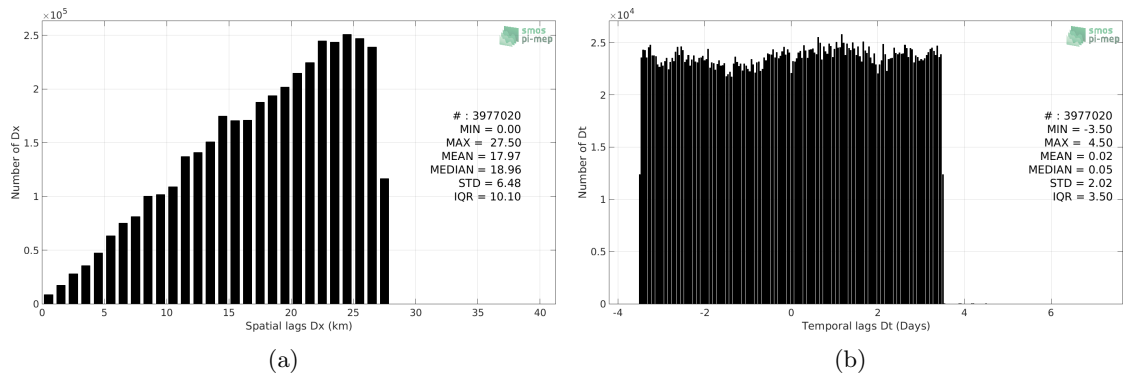 ×10⁵
2.5
2
1.5
1
0.5
0
Number of Dx
smos
pi-mep
# : 3977020
MIN = 0.00
MAX = 27.50
MEAN = 17.97
MEDIAN = 18.96
STD = 6.48
IQR = 10.10
0 5 10 15 20 25 30 35 40
Spatial lags Dx (km)
(a)
×10⁴
2.5
2
1.5
1
0.5
0
Number of Dt
smos
pi-mep
# : 3977020
MIN = -3.50
MAX = 4.50
MEAN = 0.02
MEDIAN = 0.05
STD = 2.02
IQR = 3.50
-4 -2 0 2 4 6
Temporal lags Dt (Days)
(b)